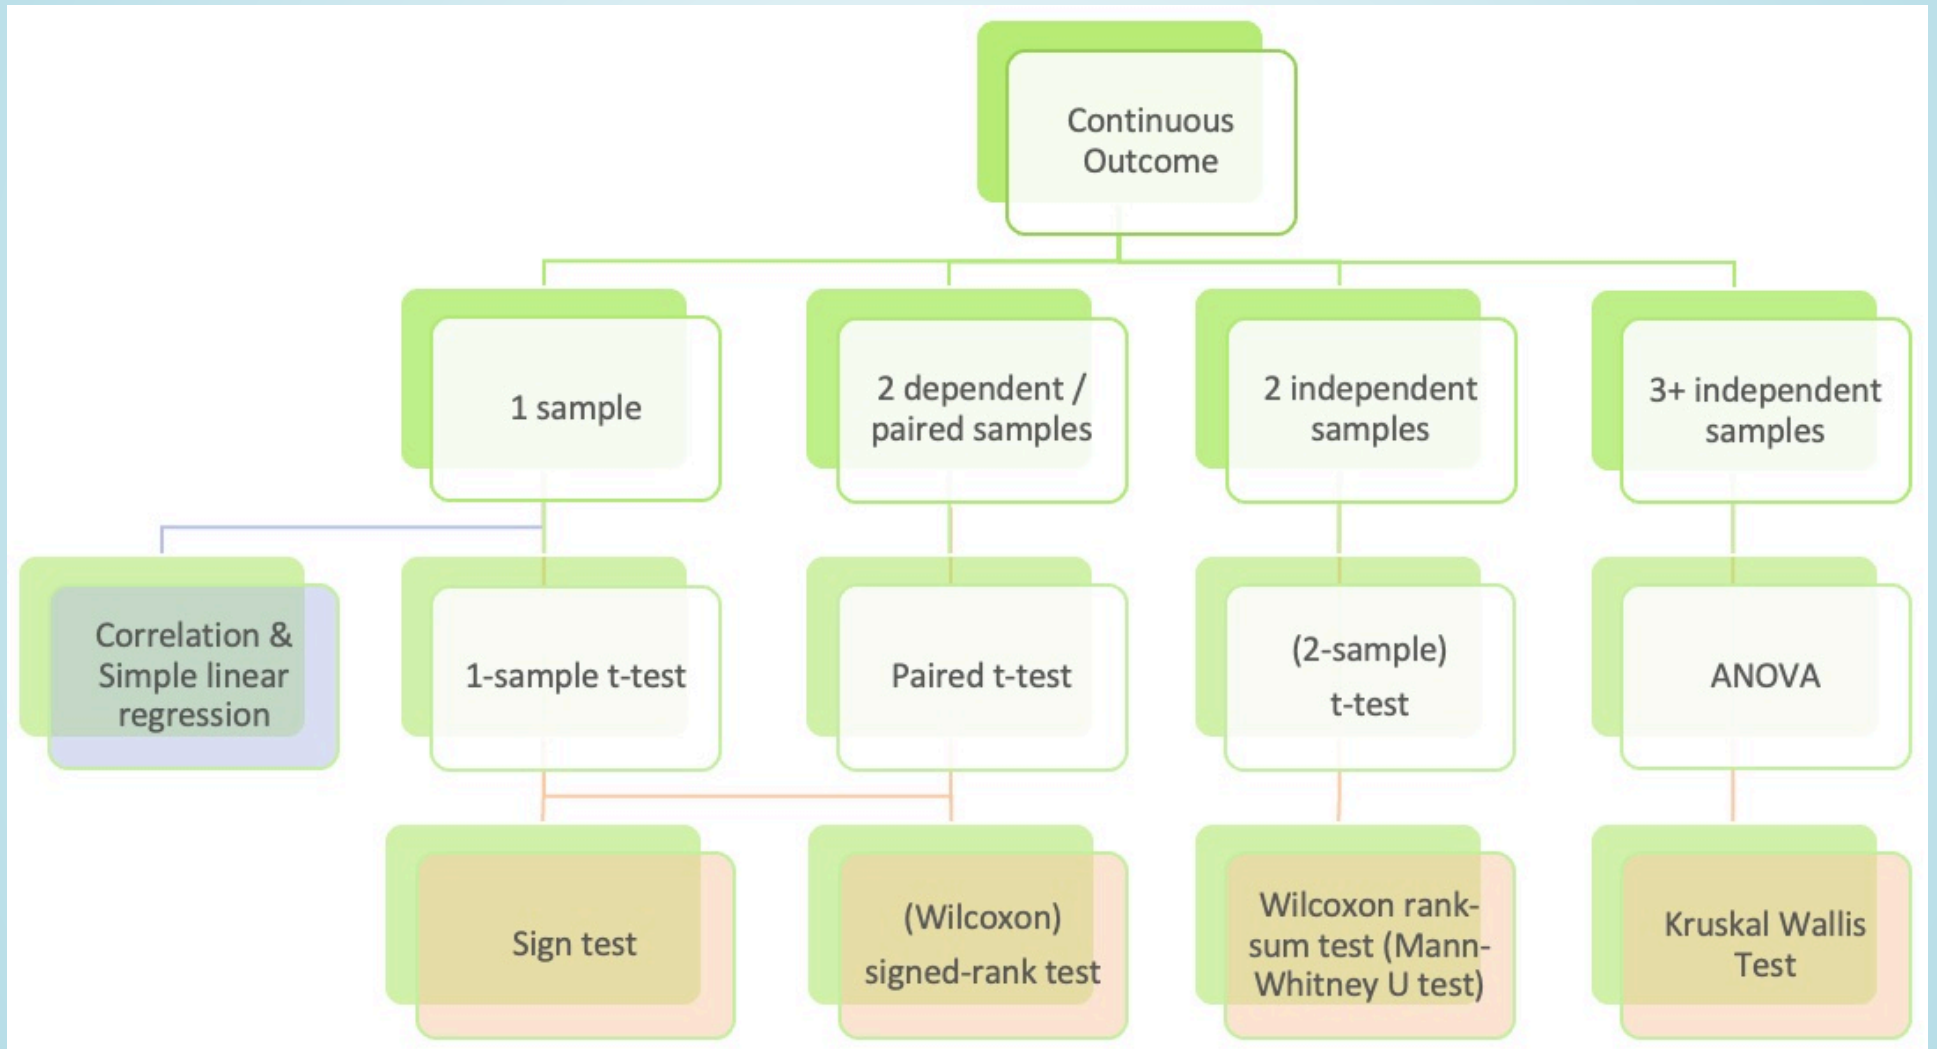 Continuous
Outcome
1 sample
2 dependent /
paired samples
2 independent
samples
3+ independent
samples
Correlation &
Simple linear
regression
1-sample t-test
Paired t-test
(2-sample)
t-test
ANOVA
Sign test
(Wilcoxon)
signed-rank test
Wilcoxon rank-
sum test (Mann-
Whitney U test)
Kruskal Wallis
Test